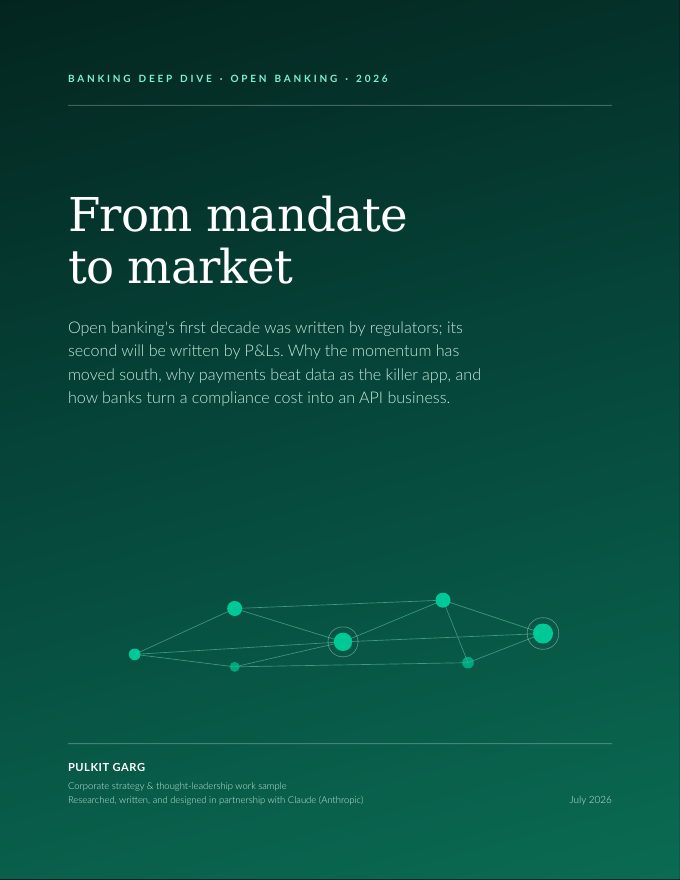 BANKING DEEP DIVE · OPEN BANKING · 2026
From mandate
to market
Open banking's first decade was written by regulators; its
second will be written by P&Ls. Why the momentum has
moved south, why payments beat data as the killer app, and
how banks turn a compliance cost into an API business.
PULKIT GARG
Corporate strategy & thought-leadership work sample
Researched, written, and designed in partnership with Claude (Anthropic)
July 2026